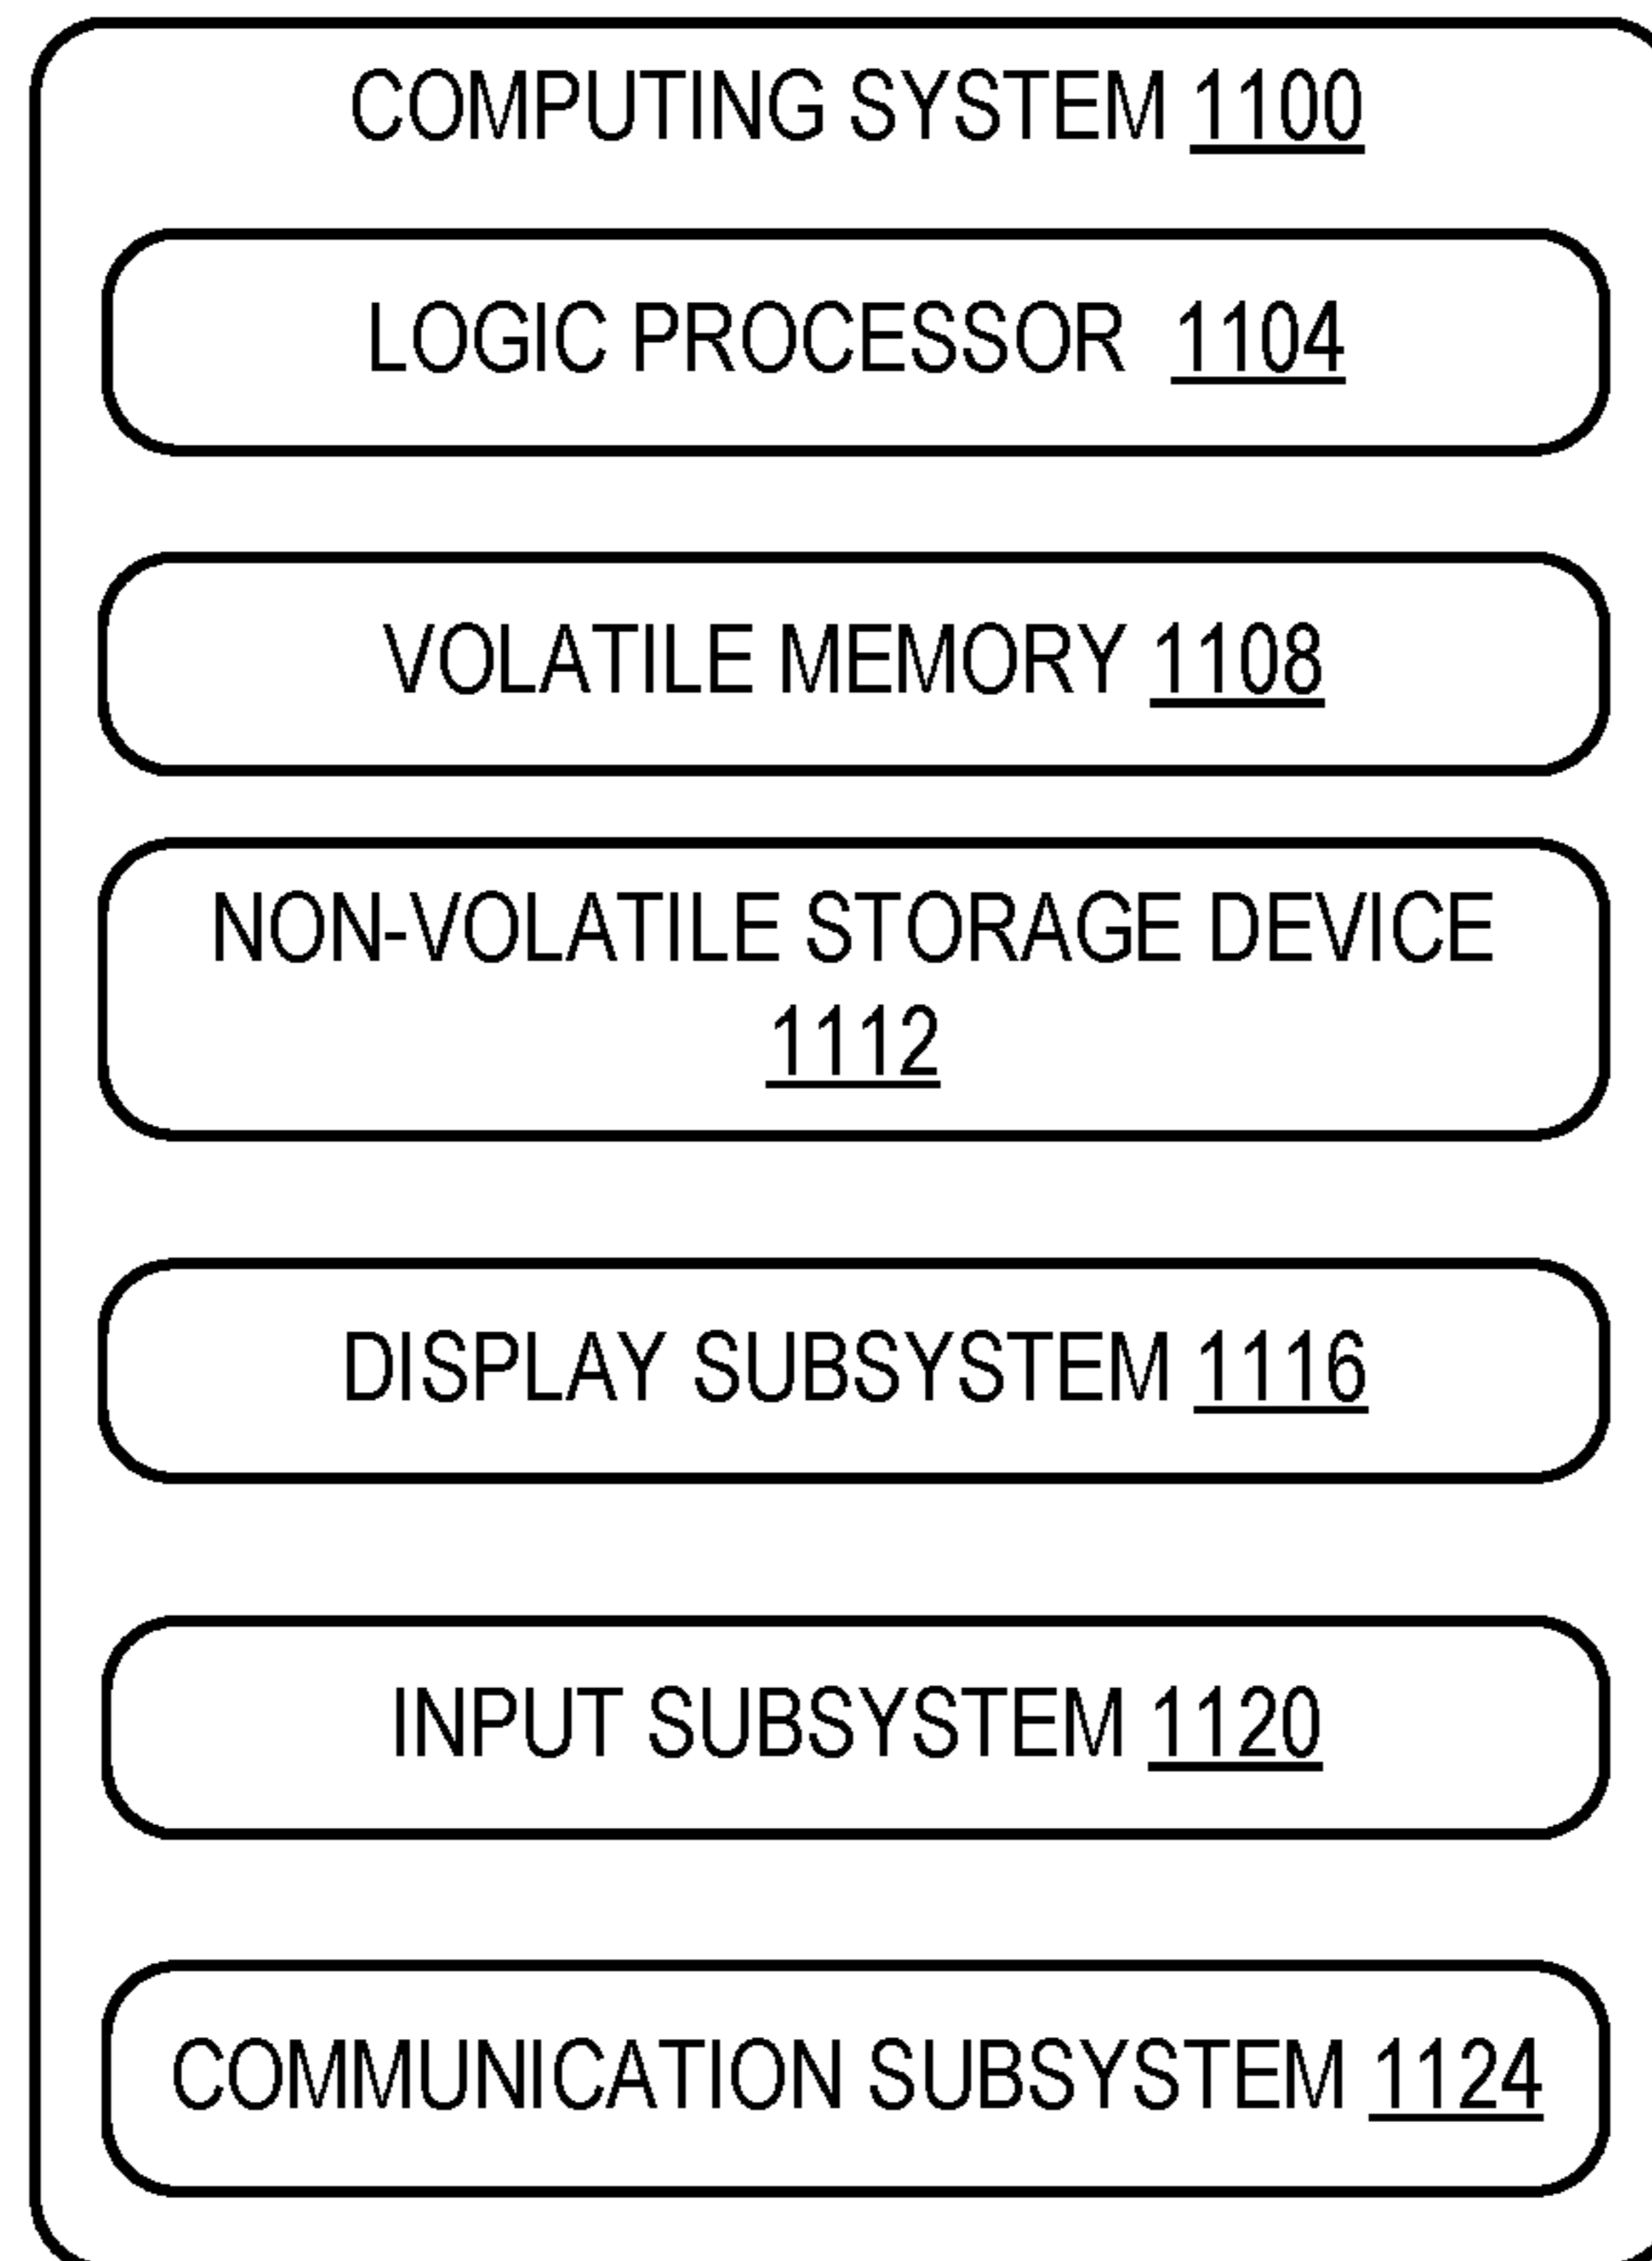 COMPUTING SYSTEM 1100
LOGIC PROCESSOR 1104
VOLATILE MEMORY 1108
NON-VOLATILE STORAGE DEVICE
1112
DISPLAY SUBSYSTEM 1116
INPUT SUBSYSTEM 1120
COMMUNICATION SUBSYSTEM 1124